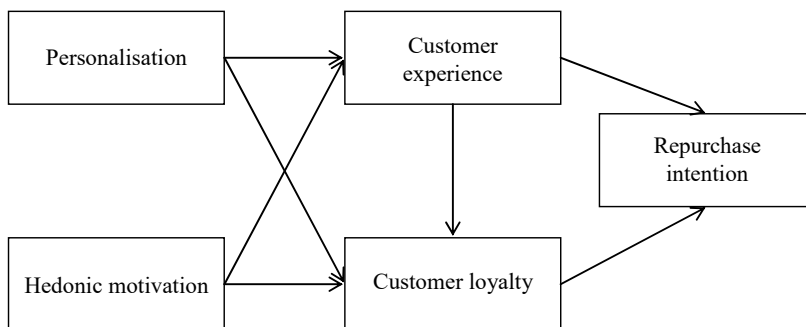 Personalisation
Customer
experience
Repurchase
intention
Hedonic motivation
Customer loyalty